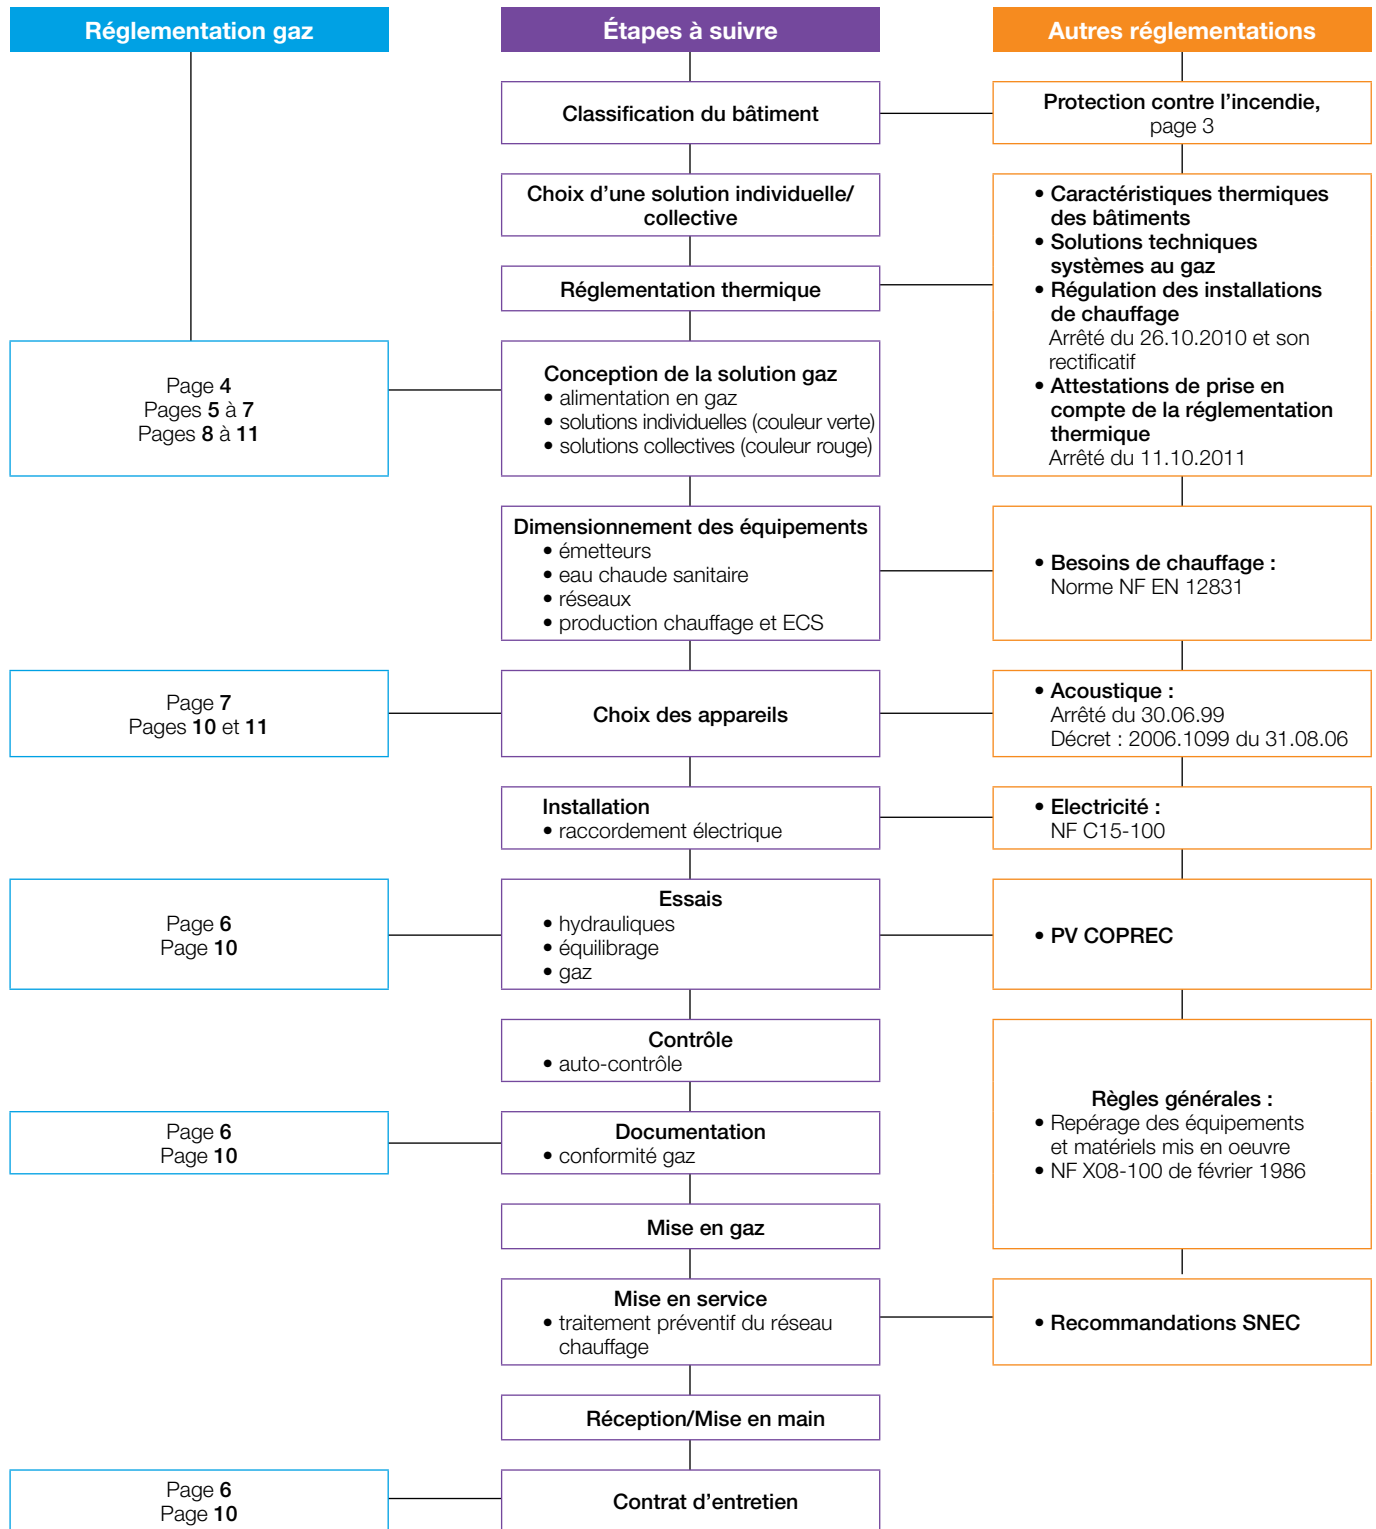 Réglementation gaz
Étapes à suivre
Autres réglementations
Classification du bâtiment
Protection contre l'incendie,
page 3
Choix d'une solution individuelle/
collective
Réglementation thermique
• Caractéristiques thermiques
des bâtiments
• Solutions techniques
systèmes au gaz
• Régulation des installations
de chauffage
Arrêté du 26.10.2010 et son
rectificatif
• Attestations de prise en
compte de la réglementation
thermique
Arrêté du 11.10.2011
Page 4
Pages 5 à 7
Pages 8 à 11
Conception de la solution gaz
• alimentation en gaz
• solutions individuelles (couleur verte)
• solutions collectives (couleur rouge)
Dimensionnement des équipements
• émetteurs
• eau chaude sanitaire
• réseaux
• production chauffage et ECS
• Besoins de chauffage :
Norme NF EN 12831
Page 7
Pages 10 et 11
Choix des appareils
• Acoustique :
Arrêté du 30.06.99
Décret : 2006.1099 du 31.08.06
Installation
• raccordement électrique
• Electricité :
NF C15-100
Page 6
Page 10
Essais
• hydrauliques
• équilibrage
• gaz
• PV COPREC
Contrôle
• auto-contrôle
Règles générales :
• Repérage des équipements
et matériels mis en oeuvre
• NF X08-100 de février 1986
Page 6
Page 10
Documentation
• conformité gaz
Mise en gaz
Mise en service
• traitement préventif du réseau
chauffage
• Recommandations SNEC
Réception/Mise en main
Page 6
Page 10
Contrat d'entretien